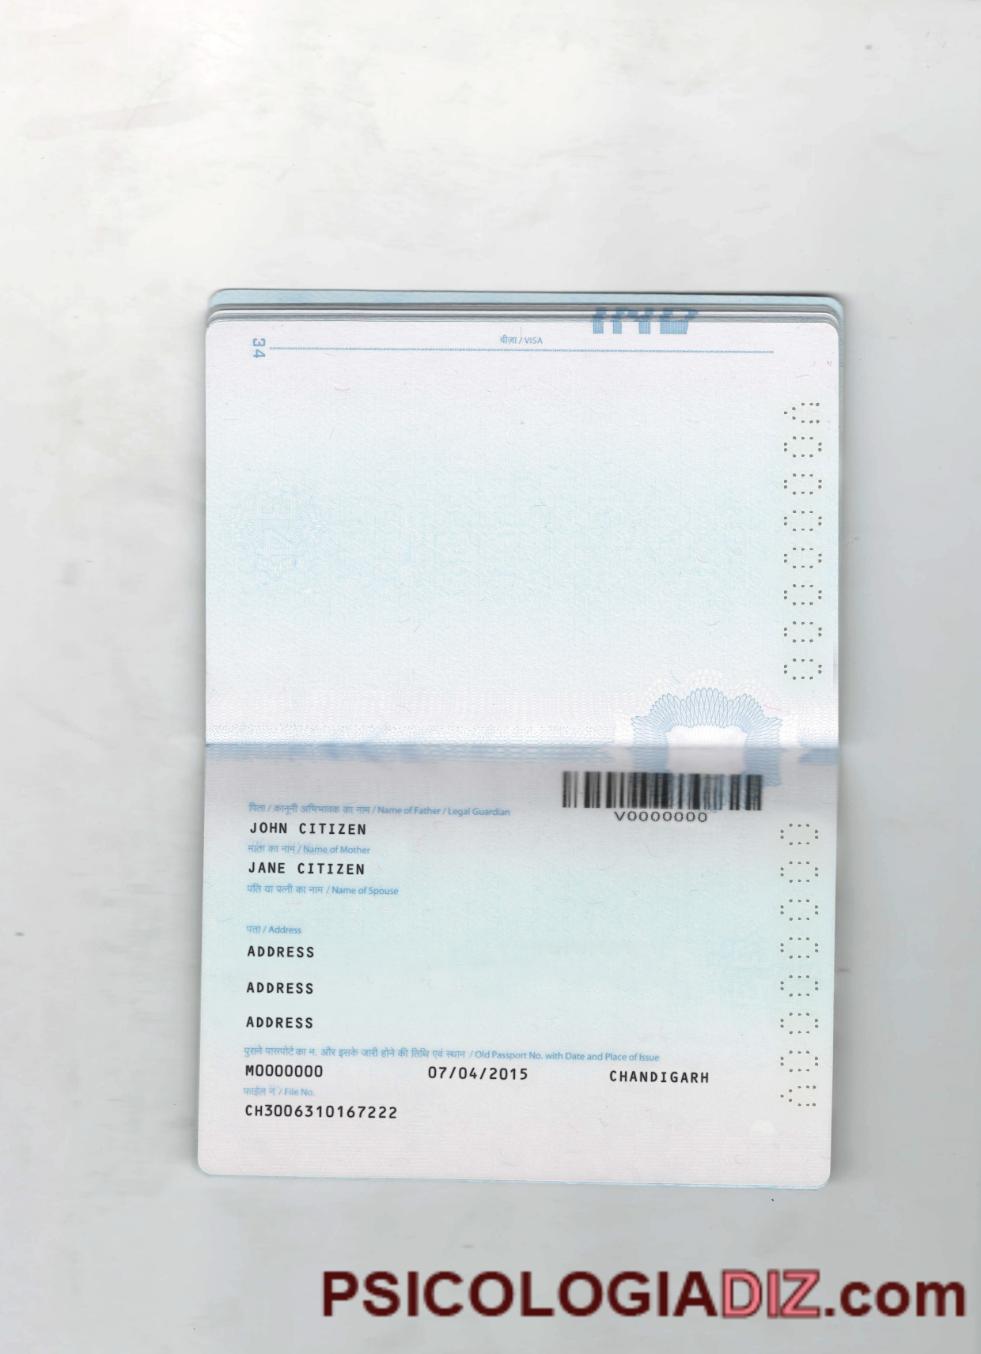 IND
34
वीज़ा / VISA
V0000000
पिता / कानूनी अभिभावक का नाम / Name of Father / Legal Guardian
JOHN CITIZEN
माता का नाम / Name of Mother
JANE CITIZEN
पति या पत्नी का नाम / Name of Spouse
पता / Address
ADDRESS
ADDRESS
ADDRESS
पुराने पासपोर्ट का न. और इसके जारी होने की तिथि एवं स्थान / Old Passport No. with Date and Place of Issue
M0000000 07/04/2015 CHANDIGARH
फाईल न / File No.
CH3006310167222
PSICOLOGIADIZ.com